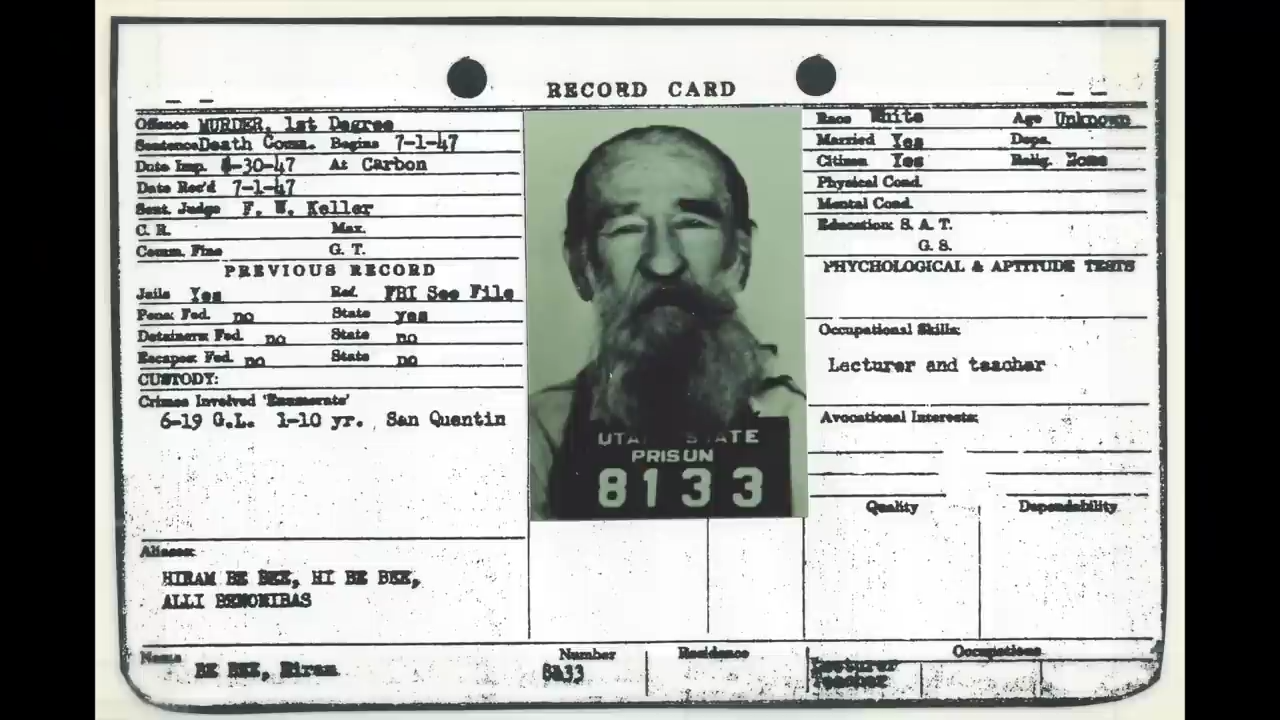 RECORD CARD
Offence MURDER, 1st Degree
Sentence Death Comm. Begins 7-1-47
Date Imp. -30-47 At Carbon
Date Rec'd 7-1-47
Sent. Judge F. W. Keller
C. R. Max.
Comm. Fine G. T.
PREVIOUS RECORD
Jails Yes Ref. FBI See File
Pens: Fed. no State yes
Detainers: Fed. no State no
Escapes: Fed. no State no
CUSTODY:
Crimes Involved 'Enumerate'
6-19 G.L. 1-10 yr. San Quentin
Aliases:
HIRAM BE BEE, HI BE BEE,
ALLI
UTAH STATE
PRISON
8133
Race White Age Unknown
Married Yes Deps.
Citizen Yes Relig. None
Physical Cond.
Mental Cond.
Education: S. A. T.
G. S.
PHYCHOLOGICAL & APTITUDE TESTS
Occupational Skills:
Lecturer and teacher
Avocational Interests:
Quality Dependability
Name BE BEE, Hiram
Number
Residence
Occupations
Lecturer
Teacher